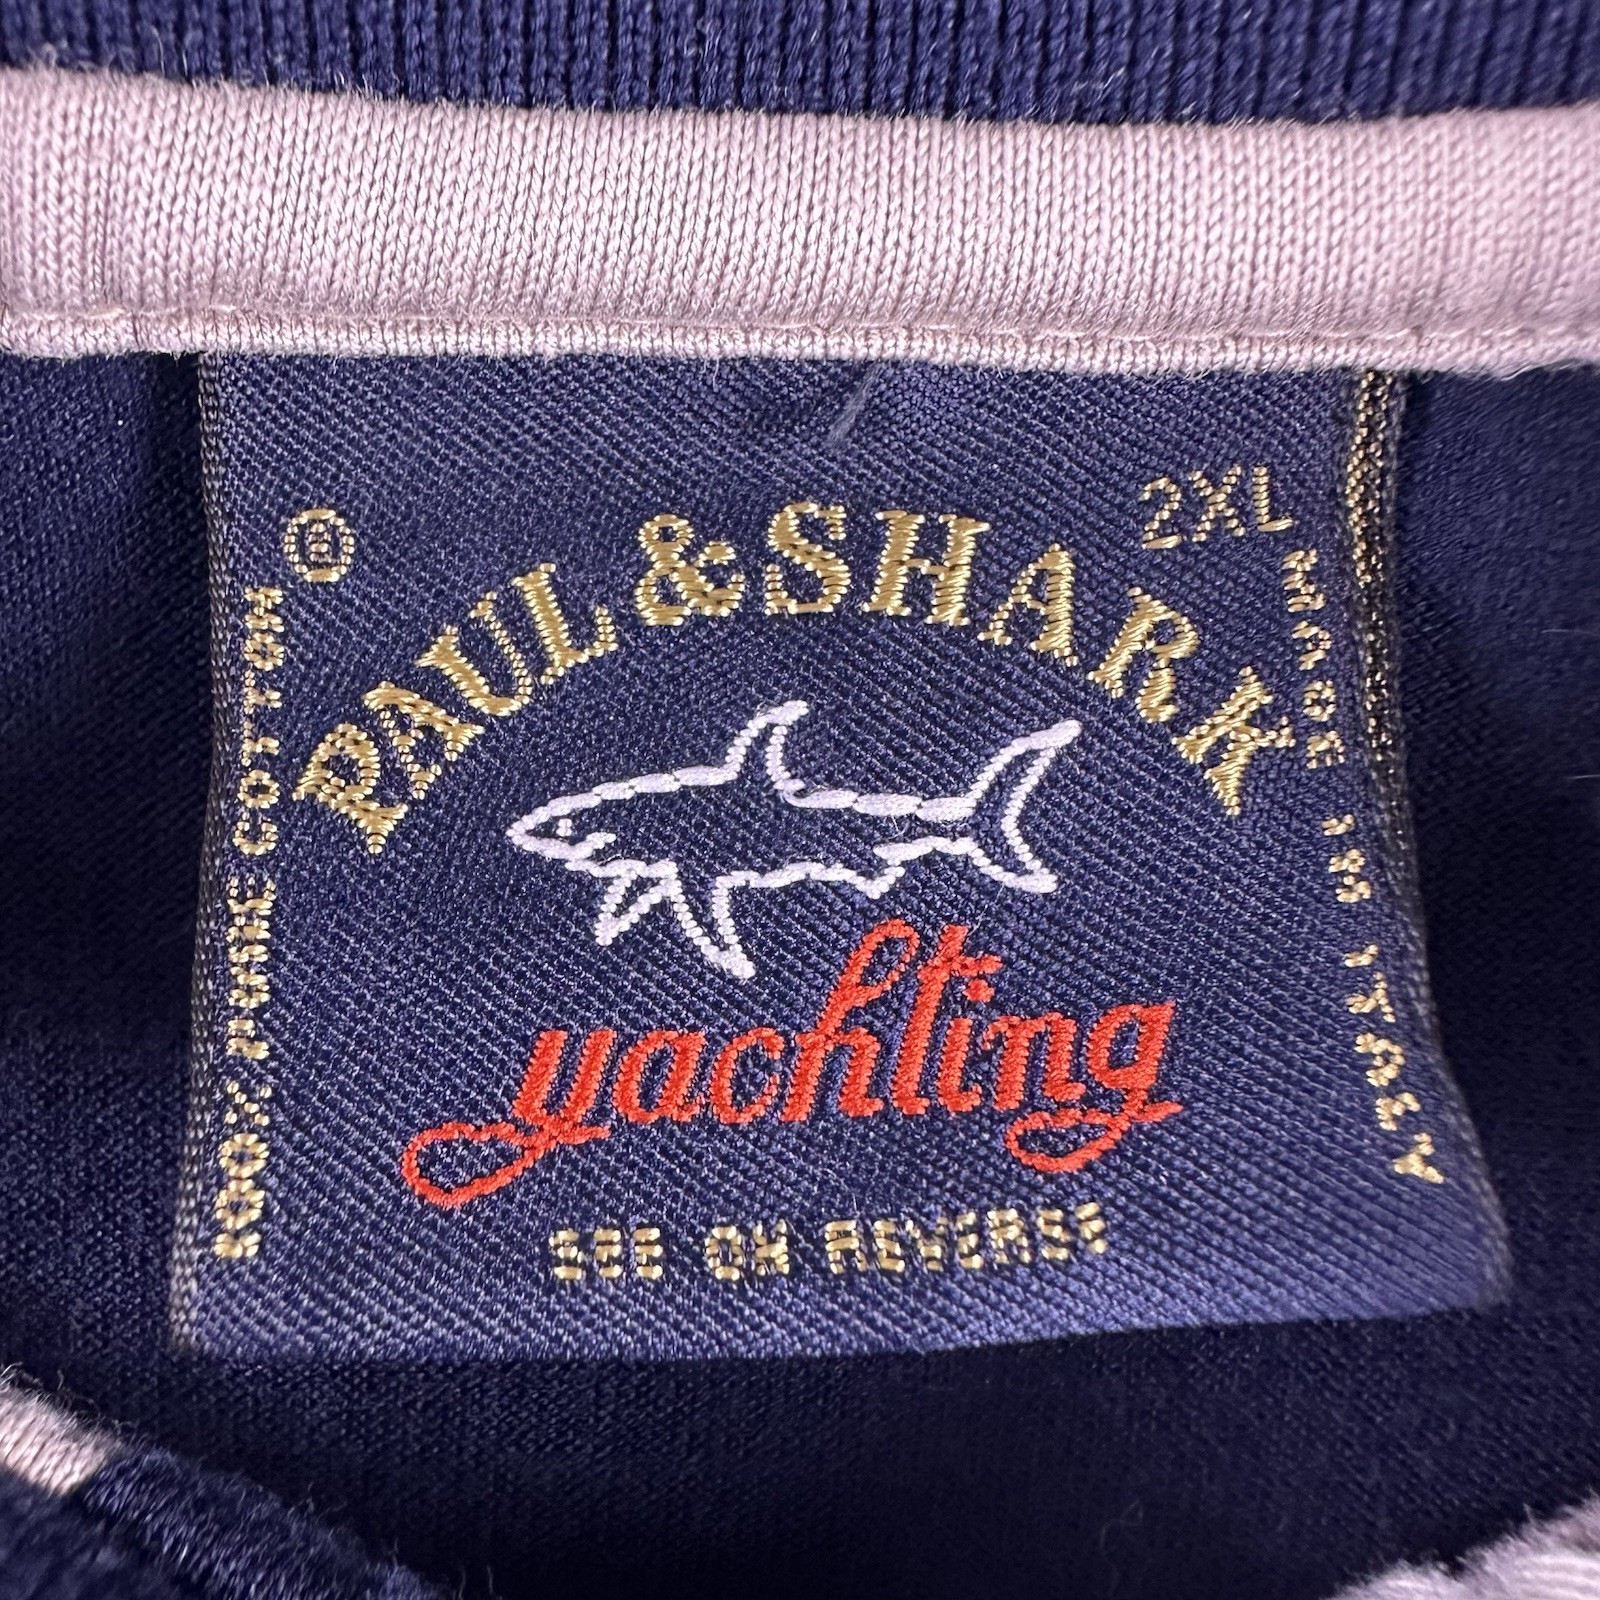 ®
2XL
PAUL & SHARK
100% PURE COTTON
MADE IN ITALY
yachting
SEE ON REVERSE